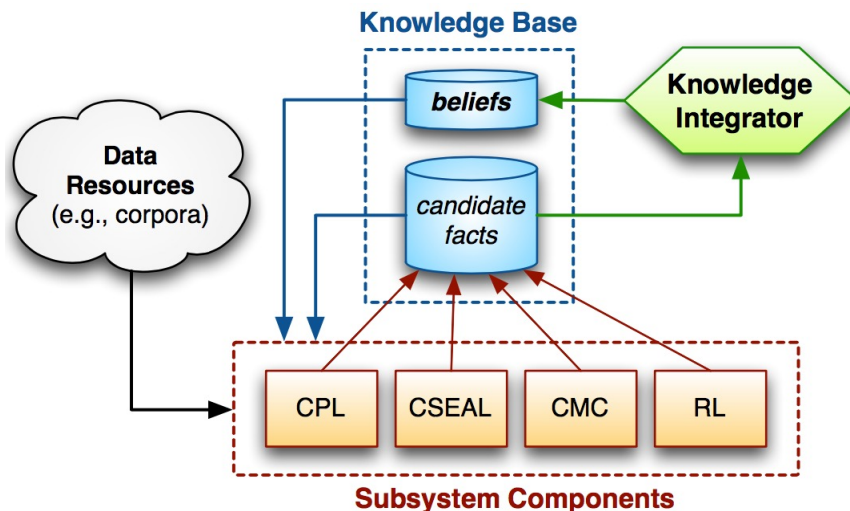 Knowledge Base
beliefs
Knowledge
Integrator
Data
Resources
(e.g., corpora)
candidate
facts
CPL
CSEAL
CMC
RL
Subsystem Components